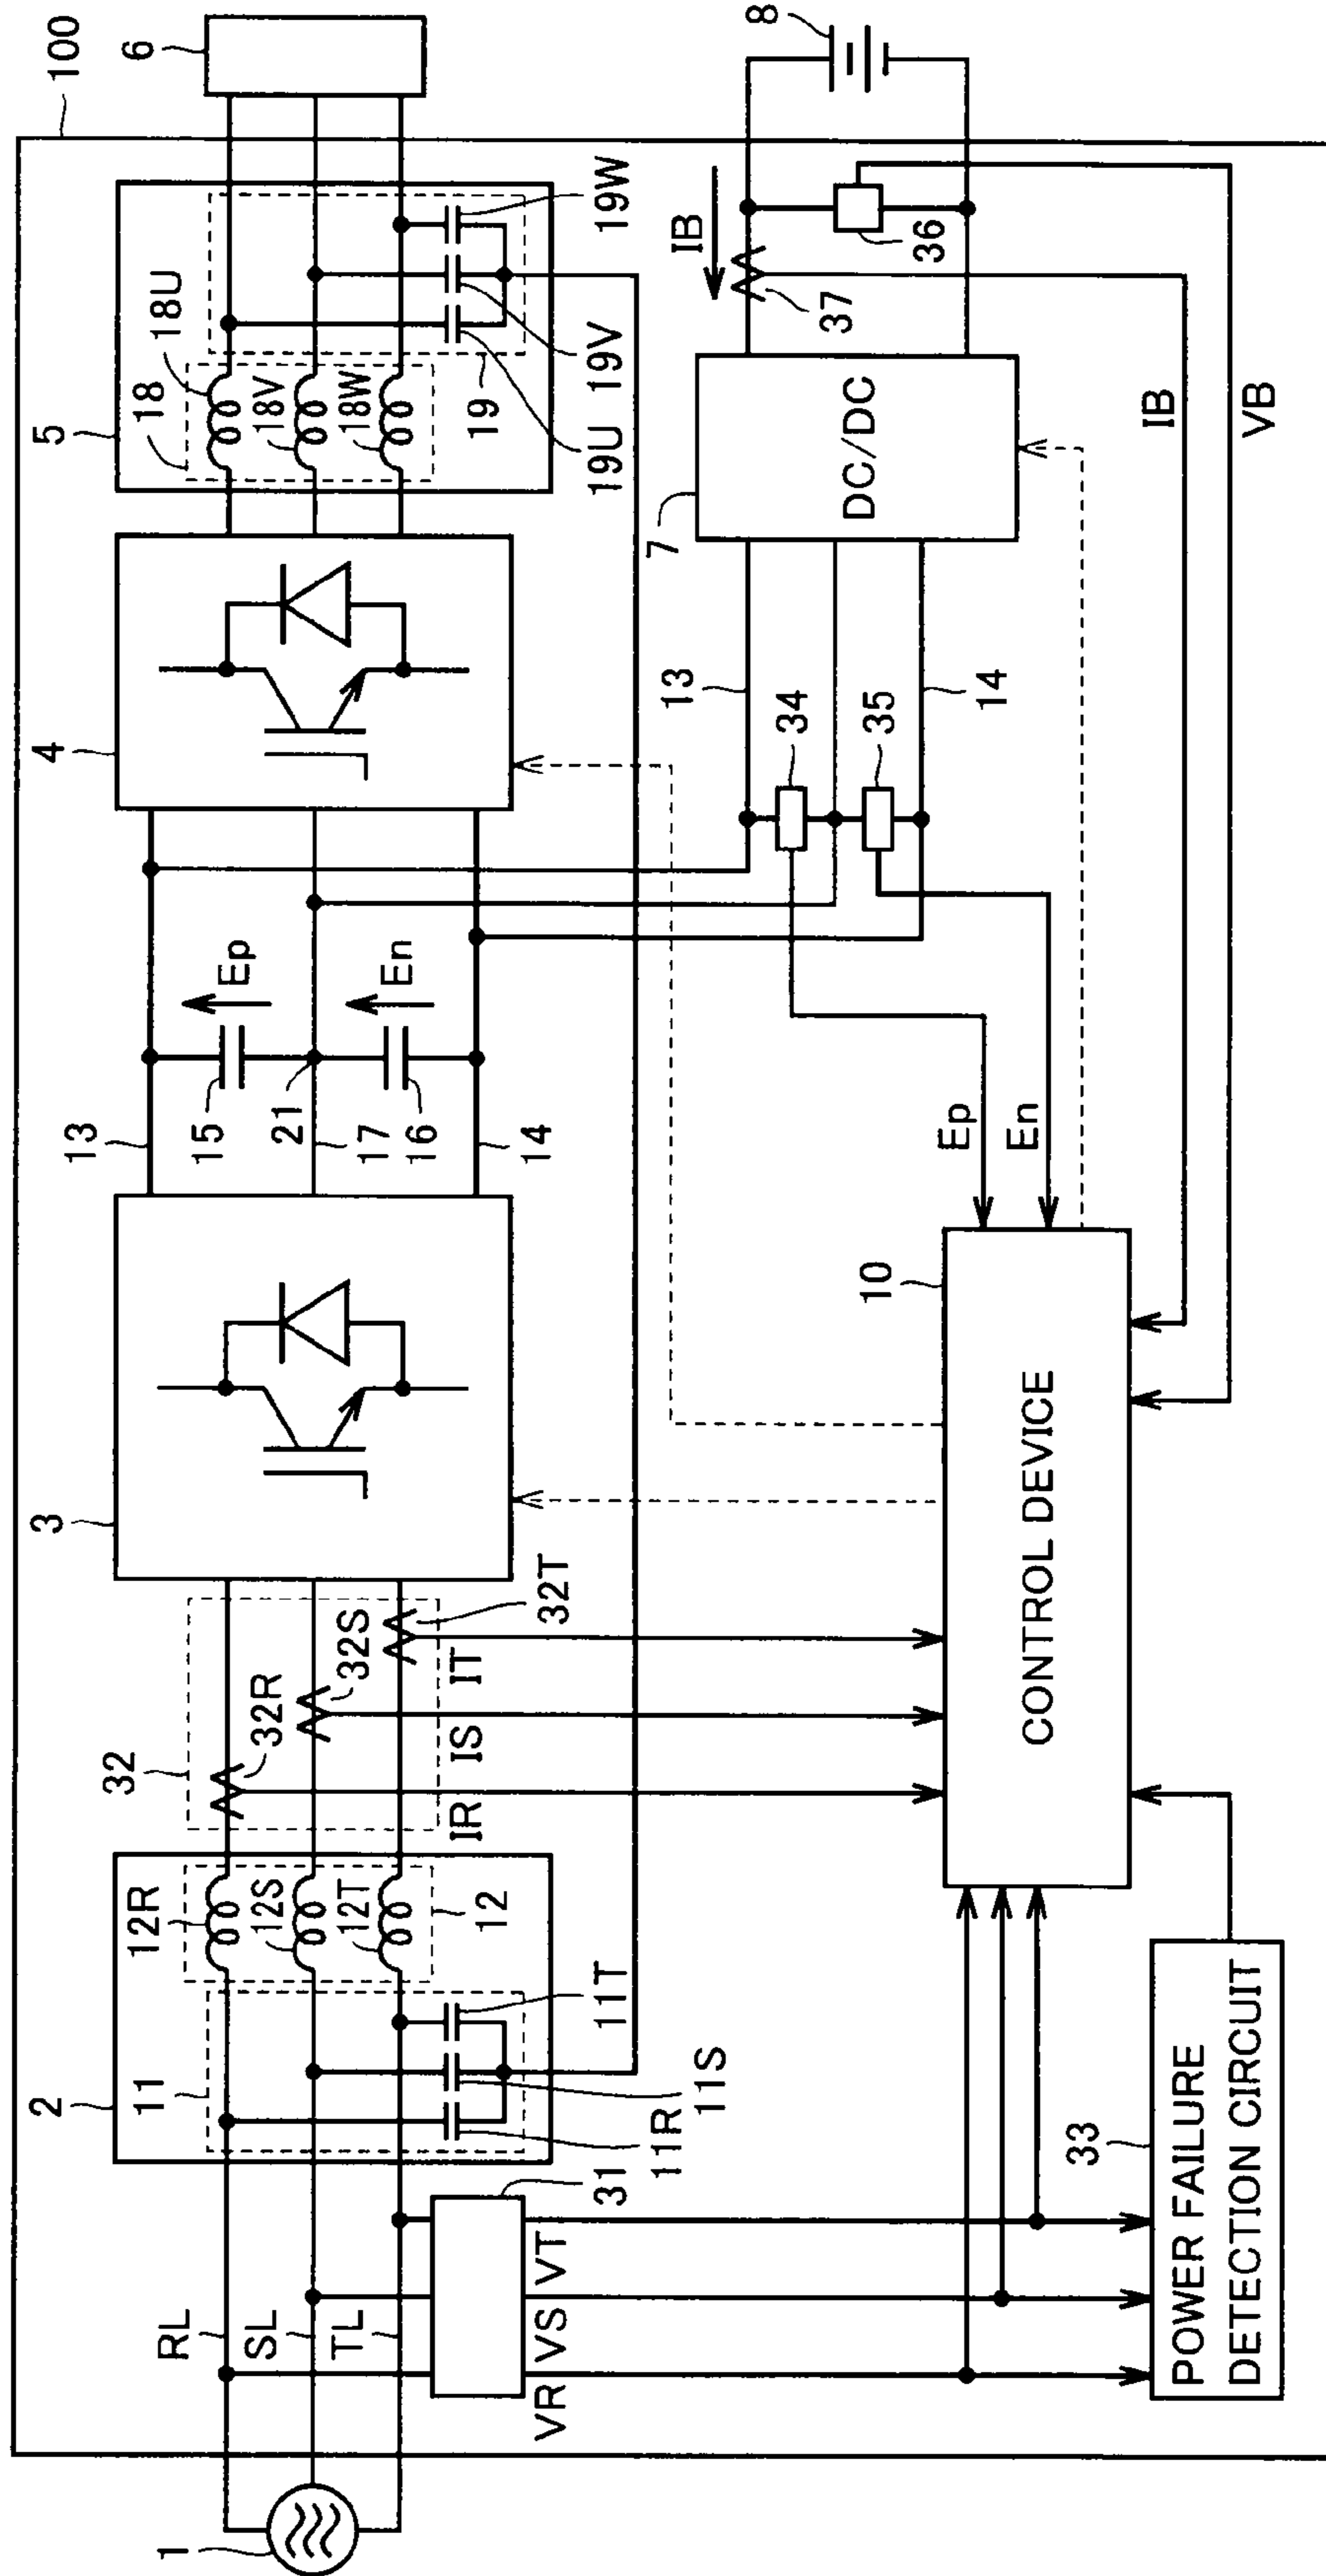 100
1
RL
SL
TL
2
11
11R
11S
11T
12R
12S
12T
12
31
VR
VS
VT
32
32R
32S
32T
IR
IS
IT
3
13
15
21
17
16
14
Ep
En
4
5
18
18U
18V
18W
19
19U
19V
19W
6
7
DC/DC
13
34
35
14
IB
37
36
8
IB
VB
Ep
En
10
CONTROL DEVICE
33
POWER FAILURE
DETECTION CIRCUIT